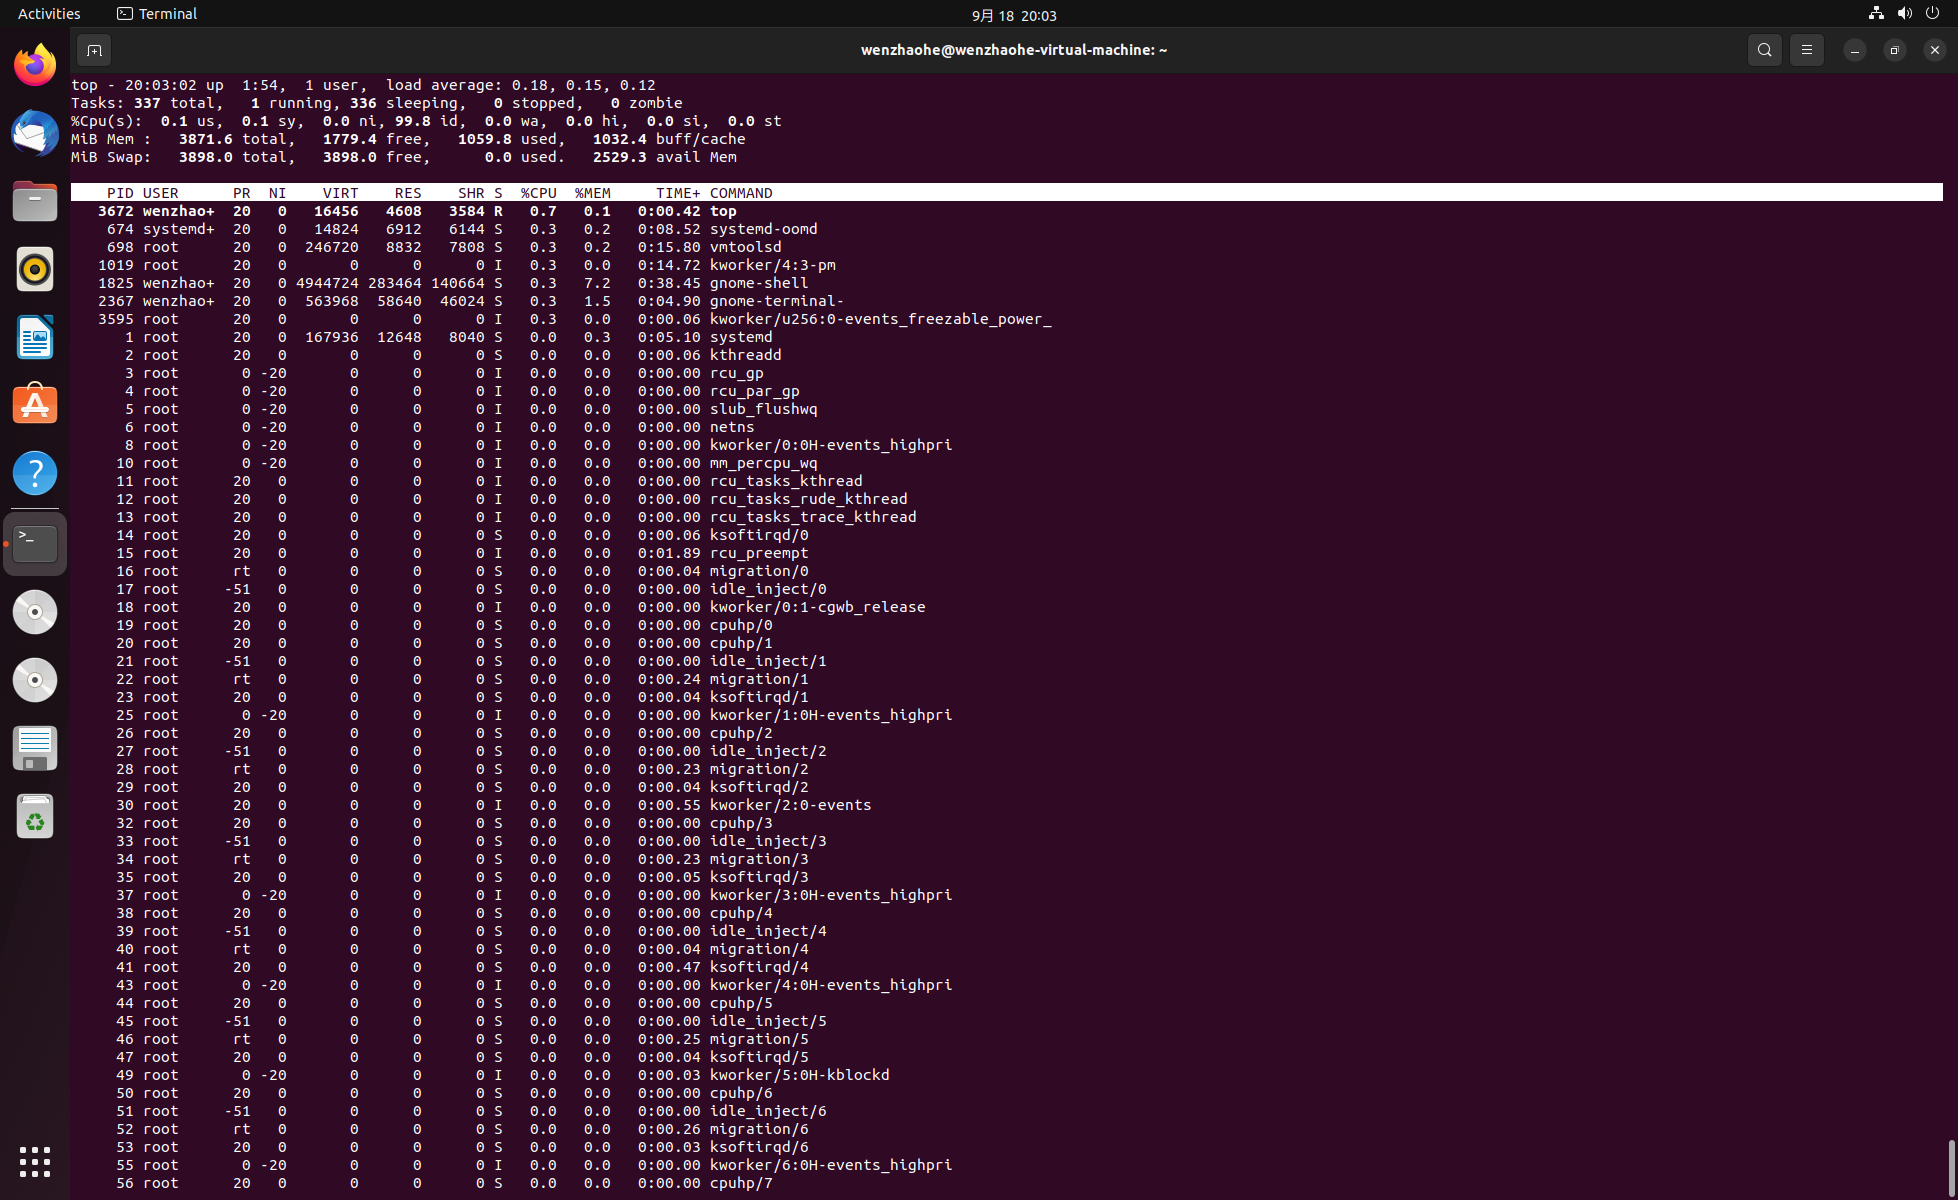 Activities Terminal 9月 18 20:03
wenzhaohe@wenzhaohe-virtual-machine: ~
top - 20:03:02 up  1:54,  1 user,  load average: 0.18, 0.15, 0.12
Tasks: 337 total,   1 running, 336 sleeping,   0 stopped,   0 zombie
%Cpu(s):  0.1 us,  0.1 sy,  0.0 ni, 99.8 id,  0.0 wa,  0.0 hi,  0.0 si,  0.0 st
MiB Mem :   3871.6 total,   1779.4 free,   1059.8 used,   1032.4 buff/cache
MiB Swap:   3898.0 total,   3898.0 free,      0.0 used.   2529.3 avail Mem
PID USER PR NI VIRT RES SHR S %CPU %MEM TIME+ COMMAND
3672 wenzhao+ 20 0 16456 4608 3584 R 0.7 0.1 0:00.42 top
674 systemd+ 20 0 14824 6912 6144 S 0.3 0.2 0:08.52 systemd-oomd
698 root 20 0 246720 8832 7808 S 0.3 0.2 0:15.80 vmtoolsd
1019 root 20 0 0 0 0 I 0.3 0.0 0:14.72 kworker/4:3-pm
1825 wenzhao+ 20 0 4944724 283464 140664 S 0.3 7.2 0:38.45 gnome-shell
2367 wenzhao+ 20 0 563968 58640 46024 S 0.3 1.5 0:04.90 gnome-terminal-
3595 root 20 0 0 0 0 I 0.3 0.0 0:00.06 kworker/u256:0-events_freezable_power_
1 root 20 0 167936 12648 8040 S 0.0 0.3 0:05.10 systemd
2 root 20 0 0 0 0 S 0.0 0.0 0:00.06 kthreadd
3 root 0 -20 0 0 0 I 0.0 0.0 0:00.00 rcu_gp
4 root 0 -20 0 0 0 I 0.0 0.0 0:00.00 rcu_par_gp
5 root 0 -20 0 0 0 I 0.0 0.0 0:00.00 slub_flushwq
6 root 0 -20 0 0 0 I 0.0 0.0 0:00.00 netns
8 root 0 -20 0 0 0 I 0.0 0.0 0:00.00 kworker/0:0H-events_highpri
10 root 0 -20 0 0 0 I 0.0 0.0 0:00.00 mm_percpu_wq
11 root 20 0 0 0 0 I 0.0 0.0 0:00.00 rcu_tasks_kthread
12 root 20 0 0 0 0 I 0.0 0.0 0:00.00 rcu_tasks_rude_kthread
13 root 20 0 0 0 0 I 0.0 0.0 0:00.00 rcu_tasks_trace_kthread
14 root 20 0 0 0 0 S 0.0 0.0 0:00.06 ksoftirqd/0
15 root 20 0 0 0 0 I 0.0 0.0 0:01.89 rcu_preempt
16 root rt 0 0 0 0 S 0.0 0.0 0:00.04 migration/0
17 root -51 0 0 0 0 S 0.0 0.0 0:00.00 idle_inject/0
18 root 20 0 0 0 0 I 0.0 0.0 0:00.00 kworker/0:1-cgwb_release
19 root 20 0 0 0 0 S 0.0 0.0 0:00.00 cpuhp/0
20 root 20 0 0 0 0 S 0.0 0.0 0:00.00 cpuhp/1
21 root -51 0 0 0 0 S 0.0 0.0 0:00.00 idle_inject/1
22 root rt 0 0 0 0 S 0.0 0.0 0:00.24 migration/1
23 root 20 0 0 0 0 S 0.0 0.0 0:00.04 ksoftirqd/1
25 root 0 -20 0 0 0 I 0.0 0.0 0:00.00 kworker/1:0H-events_highpri
26 root 20 0 0 0 0 S 0.0 0.0 0:00.00 cpuhp/2
27 root -51 0 0 0 0 S 0.0 0.0 0:00.00 idle_inject/2
28 root rt 0 0 0 0 S 0.0 0.0 0:00.23 migration/2
29 root 20 0 0 0 0 S 0.0 0.0 0:00.04 ksoftirqd/2
30 root 20 0 0 0 0 I 0.0 0.0 0:00.55 kworker/2:0-events
32 root 20 0 0 0 0 S 0.0 0.0 0:00.00 cpuhp/3
33 root -51 0 0 0 0 S 0.0 0.0 0:00.00 idle_inject/3
34 root rt 0 0 0 0 S 0.0 0.0 0:00.23 migration/3
35 root 20 0 0 0 0 S 0.0 0.0 0:00.05 ksoftirqd/3
37 root 0 -20 0 0 0 I 0.0 0.0 0:00.00 kworker/3:0H-events_highpri
38 root 20 0 0 0 0 S 0.0 0.0 0:00.00 cpuhp/4
39 root -51 0 0 0 0 S 0.0 0.0 0:00.00 idle_inject/4
40 root rt 0 0 0 0 S 0.0 0.0 0:00.04 migration/4
41 root 20 0 0 0 0 S 0.0 0.0 0:00.47 ksoftirqd/4
43 root 0 -20 0 0 0 I 0.0 0.0 0:00.00 kworker/4:0H-events_highpri
44 root 20 0 0 0 0 S 0.0 0.0 0:00.00 cpuhp/5
45 root -51 0 0 0 0 S 0.0 0.0 0:00.00 idle_inject/5
46 root rt 0 0 0 0 S 0.0 0.0 0:00.25 migration/5
47 root 20 0 0 0 0 S 0.0 0.0 0:00.04 ksoftirqd/5
49 root 0 -20 0 0 0 I 0.0 0.0 0:00.03 kworker/5:0H-kblockd
50 root 20 0 0 0 0 S 0.0 0.0 0:00.00 cpuhp/6
51 root -51 0 0 0 0 S 0.0 0.0 0:00.00 idle_inject/6
52 root rt 0 0 0 0 S 0.0 0.0 0:00.26 migration/6
53 root 20 0 0 0 0 S 0.0 0.0 0:00.03 ksoftirqd/6
55 root 0 -20 0 0 0 I 0.0 0.0 0:00.00 kworker/6:0H-events_highpri
56 root 20 0 0 0 0 S 0.0 0.0 0:00.00 cpuhp/7